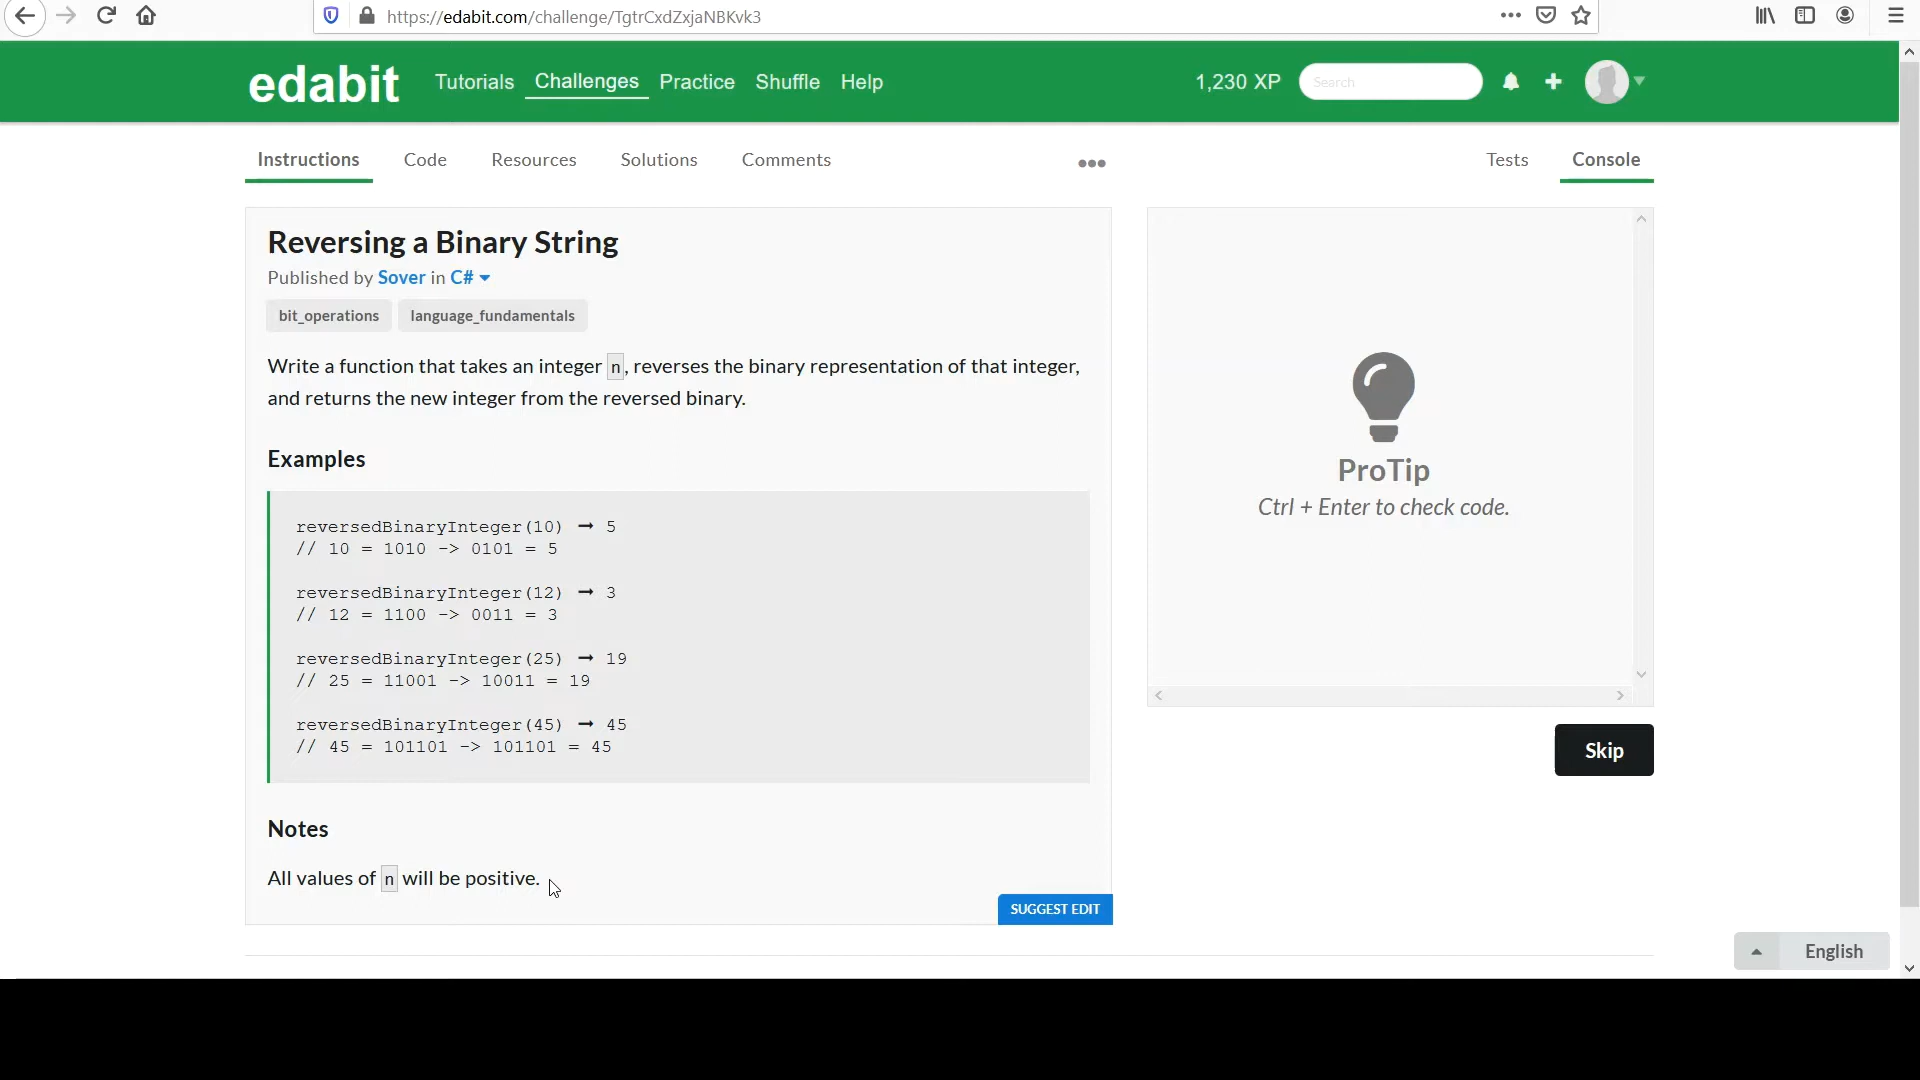 https://edabit.com/challenge/TgtrCxdZxjaNBKvk3
edabit Tutorials Challenges Practice Shuffle Help 1,230 XP Search
Instructions Code Resources Solutions Comments Tests Console
Reversing a Binary String
Published by Sover in C#
bit_operations language_fundamentals
Write a function that takes an integer n, reverses the binary representation of that integer,
and returns the new integer from the reversed binary.
Examples
reversedBinaryInteger(10) ➞ 5
// 10 = 1010 -> 0101 = 5
reversedBinaryInteger(12) ➞ 3
// 12 = 1100 -> 0011 = 3
reversedBinaryInteger(25) ➞ 19
// 25 = 11001 -> 10011 = 19
reversedBinaryInteger(45) ➞ 45
// 45 = 101101 -> 101101 = 45
Notes
All values of n will be positive.
SUGGEST EDIT
ProTip
Ctrl + Enter to check code.
Skip
English